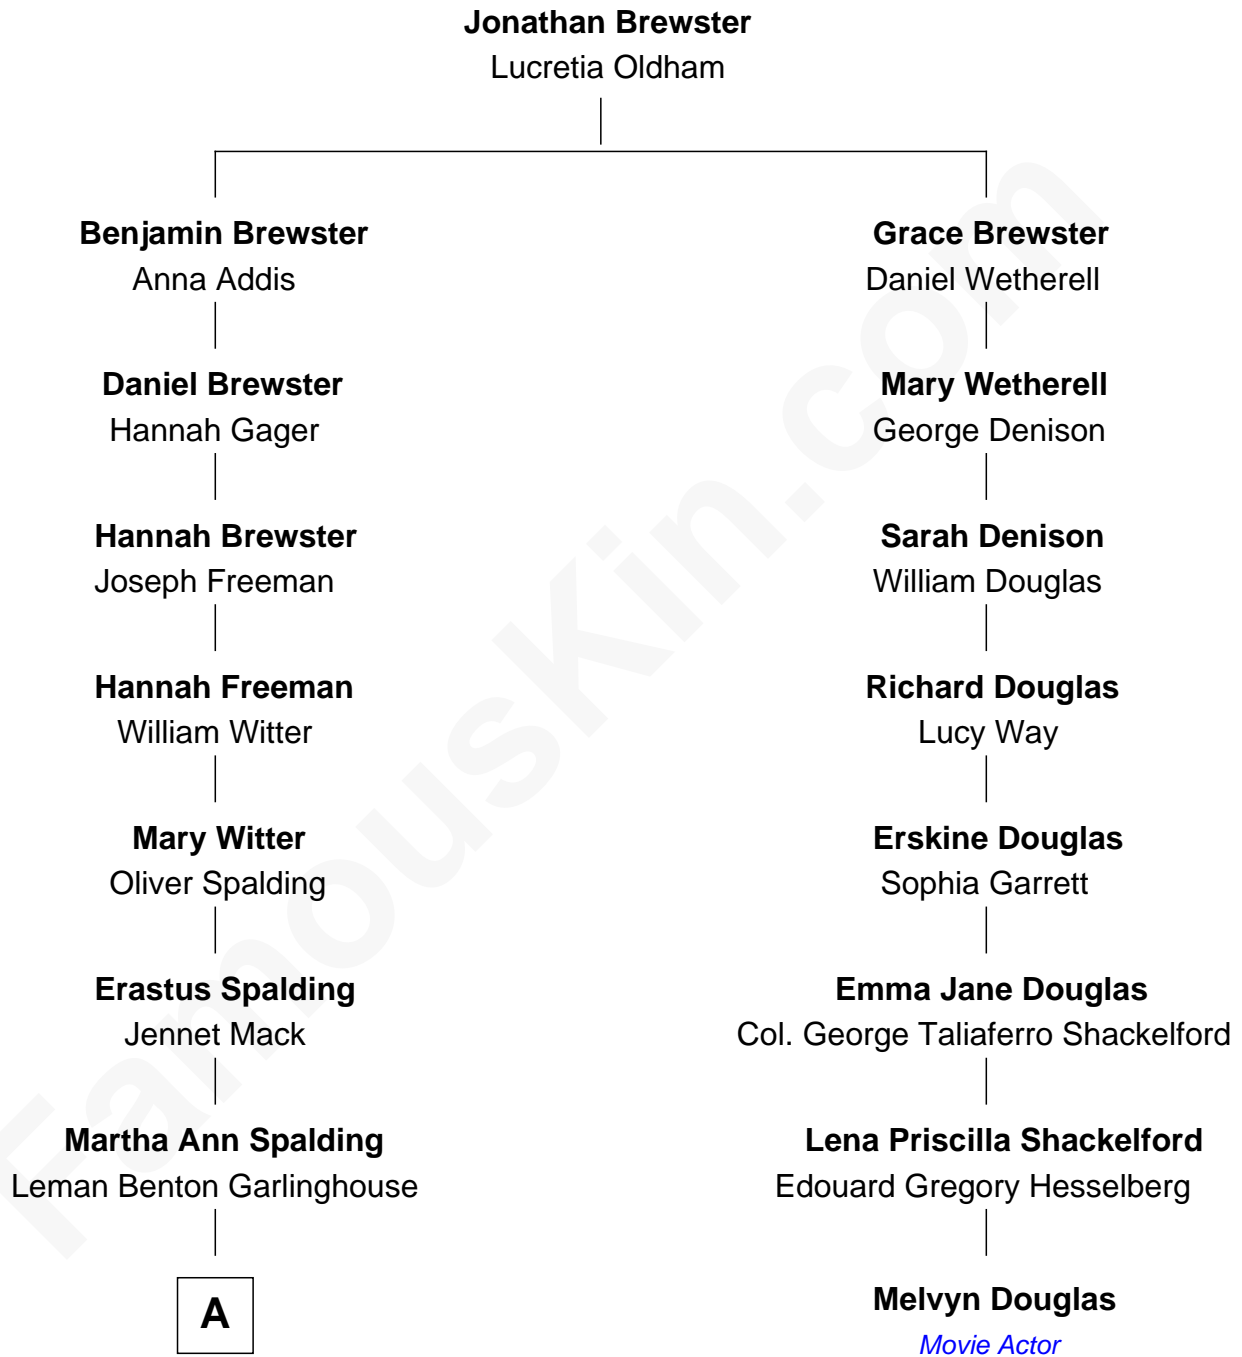 Jonathan Brewster
Lucretia Oldham
Benjamin Brewster
Anna Addis
Grace Brewster
Daniel Wetherell
Daniel Brewster
Hannah Gager
Mary Wetherell
George Denison
Hannah Brewster
Joseph Freeman
Sarah Denison
William Douglas
Hannah Freeman
William Witter
Richard Douglas
Lucy Way
Mary Witter
Oliver Spalding
Erskine Douglas
Sophia Garrett
Erastus Spalding
Jennet Mack
Emma Jane Douglas
Col. George Taliaferro Shackelford
Martha Ann Spalding
Leman Benton Garlinghouse
Lena Priscilla Shackelford
Edouard Gregory Hesselberg
A
Melvyn Douglas
Movie Actor
FamousKin.com